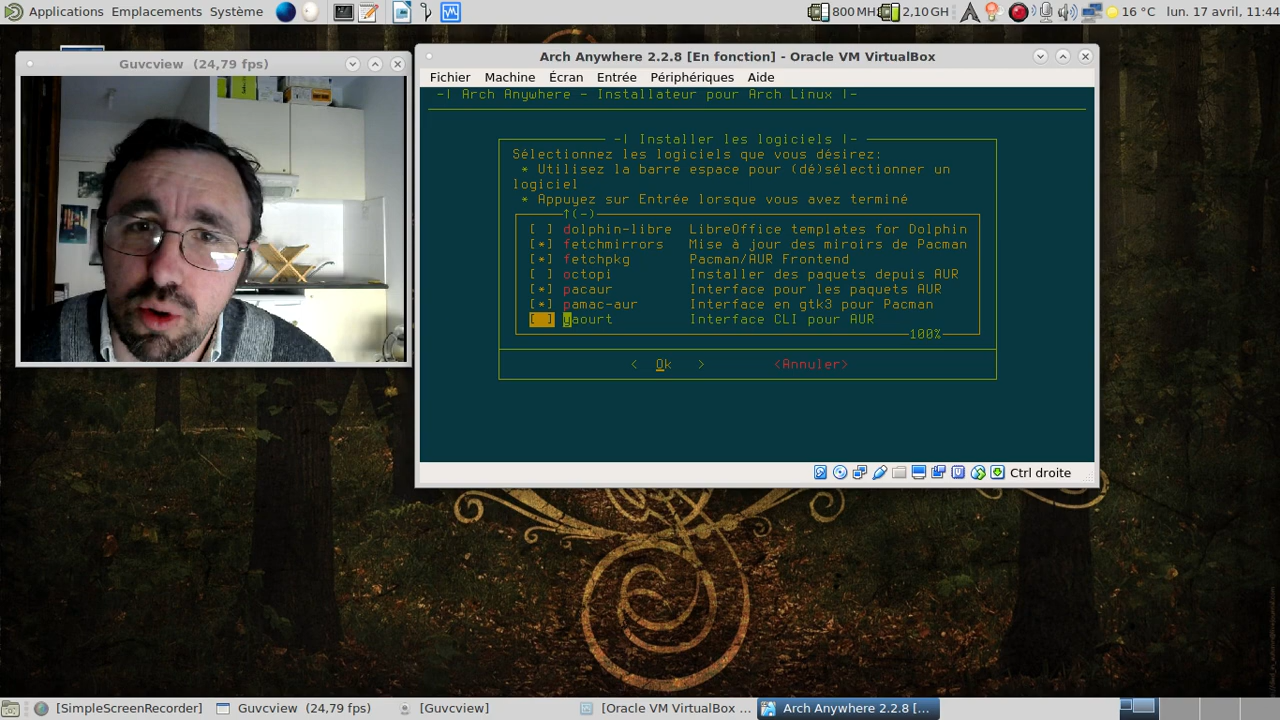 Applications Emplacements Système
800 MH 2,10 GH 16 °C lun. 17 avril, 11:44
Guvcview (24,79 fps)
Arch Anywhere 2.2.8 [En fonction] - Oracle VM VirtualBox
Fichier Machine Écran Entrée Périphériques Aide
-| Arch Anywhere - Installateur pour Arch Linux |-
-| Installer les logiciels |-
Sélectionnez les logiciels que vous désirez:
* Utilisez la barre espace pour (dé)sélectionner un
logiciel
* Appuyez sur Entrée lorsque vous avez terminé
↑(-)
[ ] dolphin-libre LibreOffice templates for Dolphin
[*] fetchmirrors Mise à jour des miroirs de Pacman
[*] fetchpkg Pacman/AUR Frontend
[ ] octopi Installer des paquets depuis AUR
[*] pacaur Interface pour les paquets AUR
[*] pamac-aur Interface en gtk3 pour Pacman
[ ] yaourt Interface CLI pour AUR
100%
< Ok > <Annuler>
Ctrl droite
[SimpleScreenRecorder] Guvcview (24,79 fps) [Guvcview] [Oracle VM VirtualBox ... Arch Anywhere 2.2.8 [...